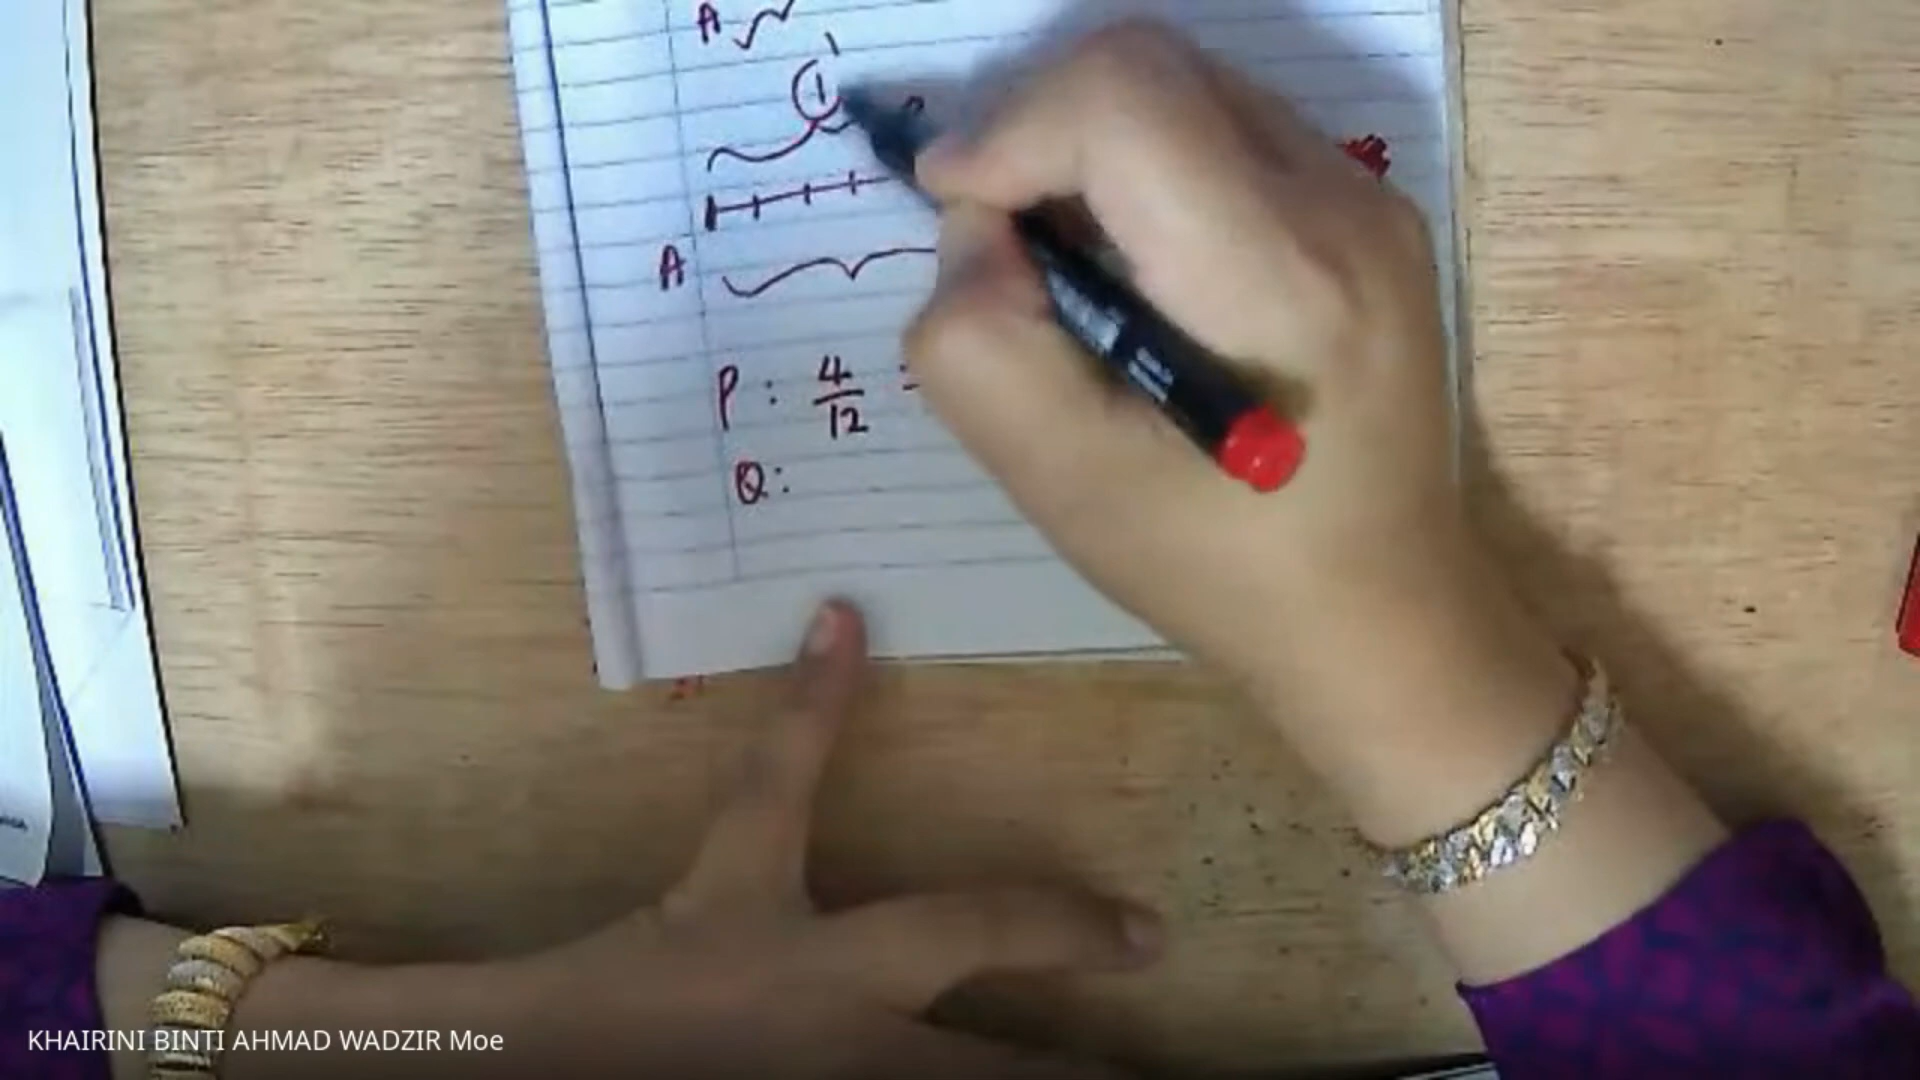 A
1
A
P : 4/12 =
Q:
KHAIRINI BINTI AHMAD WADZIR Moe